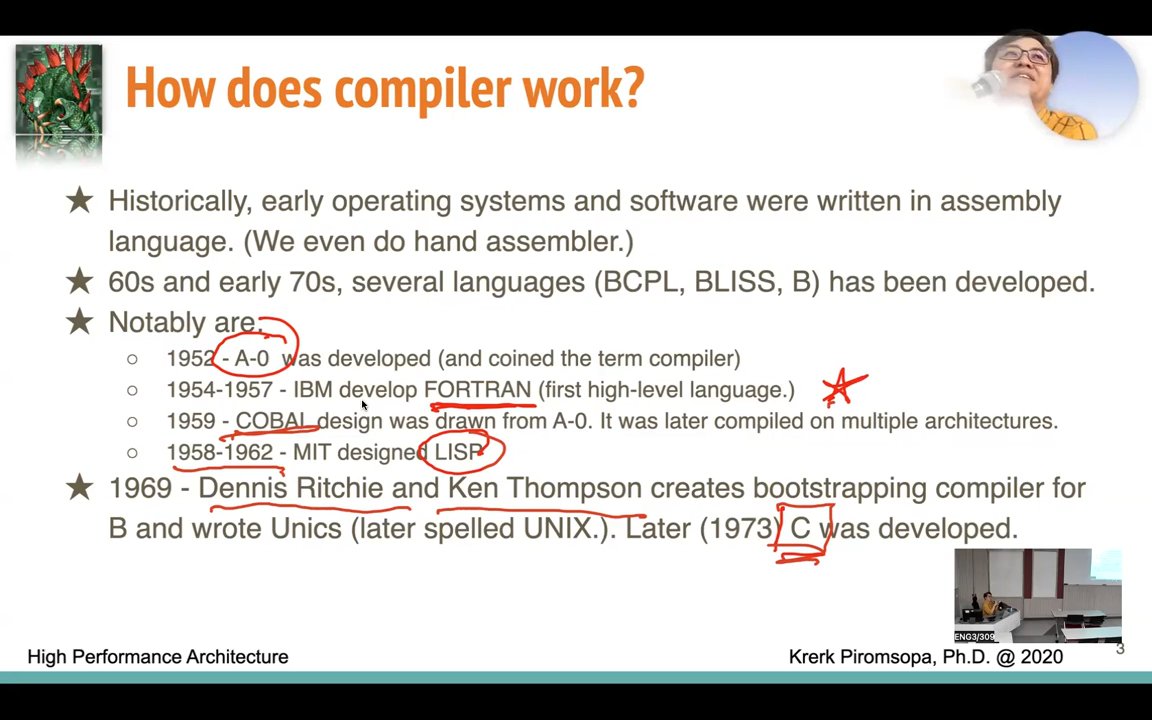 How does compiler work?
★ Historically, early operating systems and software were written in assembly
language. (We even do hand assembler.)
★ 60s and early 70s, several languages (BCPL, BLISS, B) has been developed.
★ Notably are:
○ 1952 - A-0 was developed (and coined the term compiler)
○ 1954-1957 - IBM develop FORTRAN (first high-level language.)
○ 1959 - COBAL design was drawn from A-0. It was later compiled on multiple architectures.
○ 1958-1962 - MIT designed LISP
★ 1969 - Dennis Ritchie and Ken Thompson creates bootstrapping compiler for
B and wrote Unics (later spelled UNIX.). Later (1973) C was developed.
ENG3/309
High Performance Architecture
Krerk Piromsopa, Ph.D. @ 2020
3